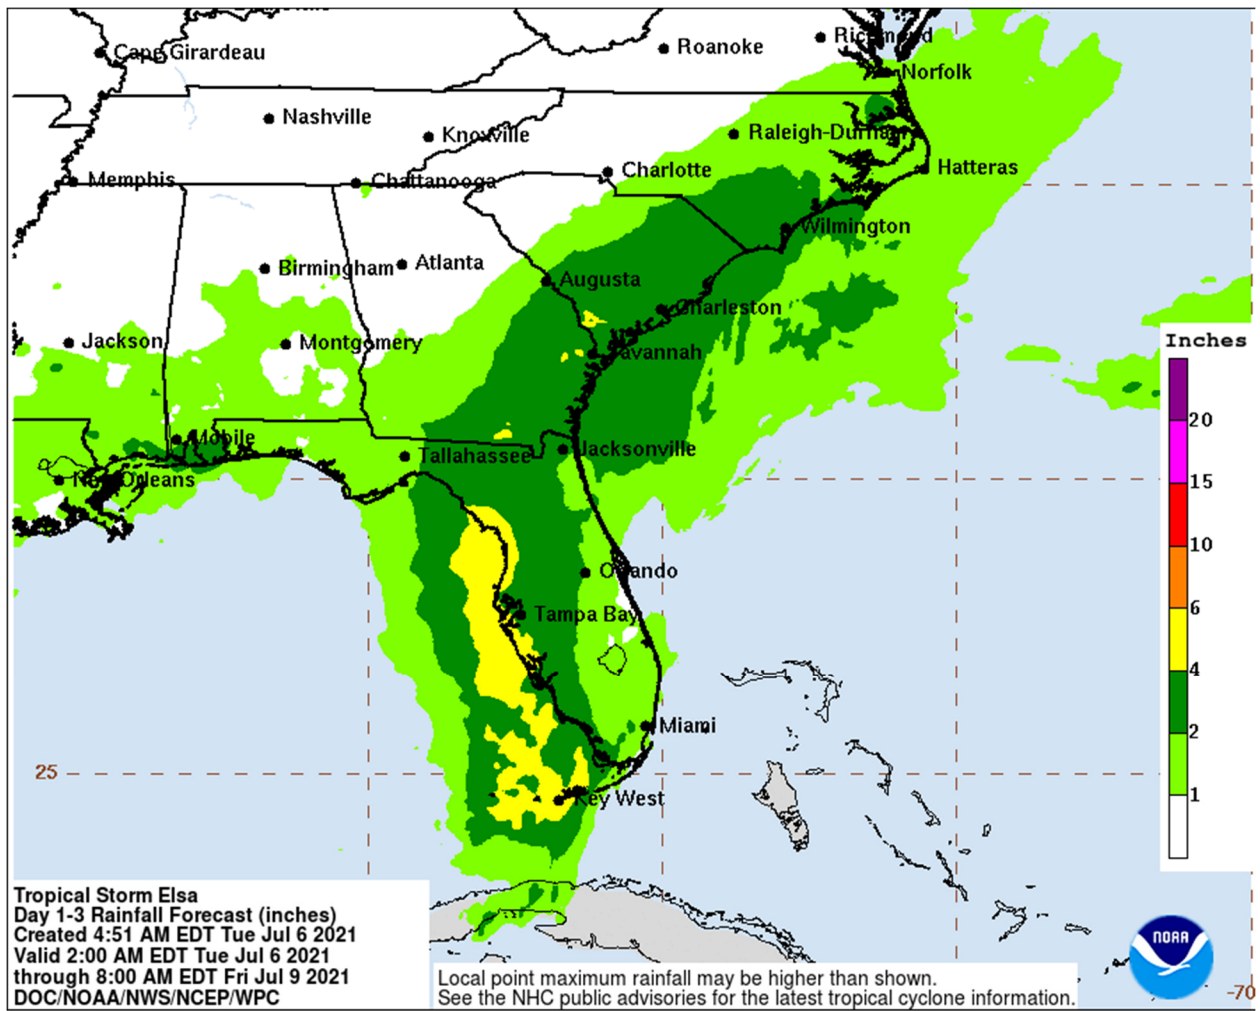 Cape Girardeau
Roanoke
Richmond
Norfolk
Nashville
Knoxville
Raleigh-Durham
Memphis
Chattanooga
Charlotte
Hatteras
Wilmington
Birmingham
Atlanta
Augusta
Charleston
Jackson
Montgomery
Savannah
Inches
20
15
10
6
4
2
1
Mobile
Tallahassee
Jacksonville
New Orleans
Orlando
Tampa Bay
Miami
25
Key West
Tropical Storm Elsa
Day 1-3 Rainfall Forecast (inches)
Created 4:51 AM EDT Tue Jul 6 2021
Valid 2:00 AM EDT Tue Jul 6 2021
through 8:00 AM EDT Fri Jul 9 2021
DOC/NOAA/NWS/NCEP/WPC
Local point maximum rainfall may be higher than shown.
See the NHC public advisories for the latest tropical cyclone information.
NOAA
-70